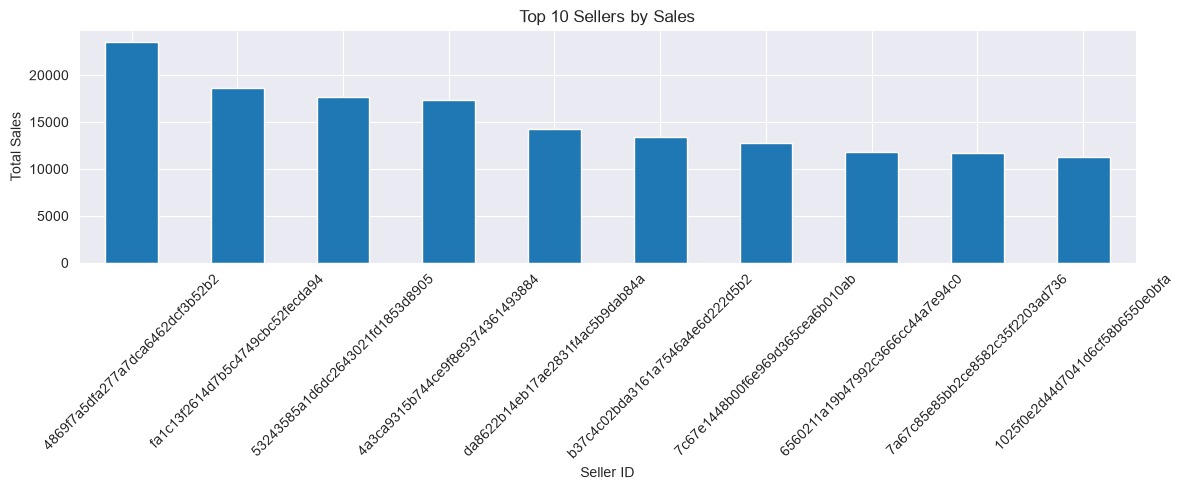 Top 10 Sellers by Sales
Total Sales
20000
15000
10000
5000
0
4869f7a5dfa277a7dca6462dcf3b52b2
fa1c13f2614d7b5c4749cbc52fecda94
53243585a1d6dc2643021fd1853d8905
4a3ca9315b744ce9f8e9374361493884
da8622b14eb17ae2831f4ac5b9dab84a
b37c4c02bda3161a7546a4e6d222d5b2
7c67e1448b00f6e969d365cea6b010ab
6560211a19b47992c3666cc44a7e94c0
7a67c85e85bb2ce8582c35f2203ad736
1025f0e2d44d7041d6cf58b6550e0bfa
Seller ID